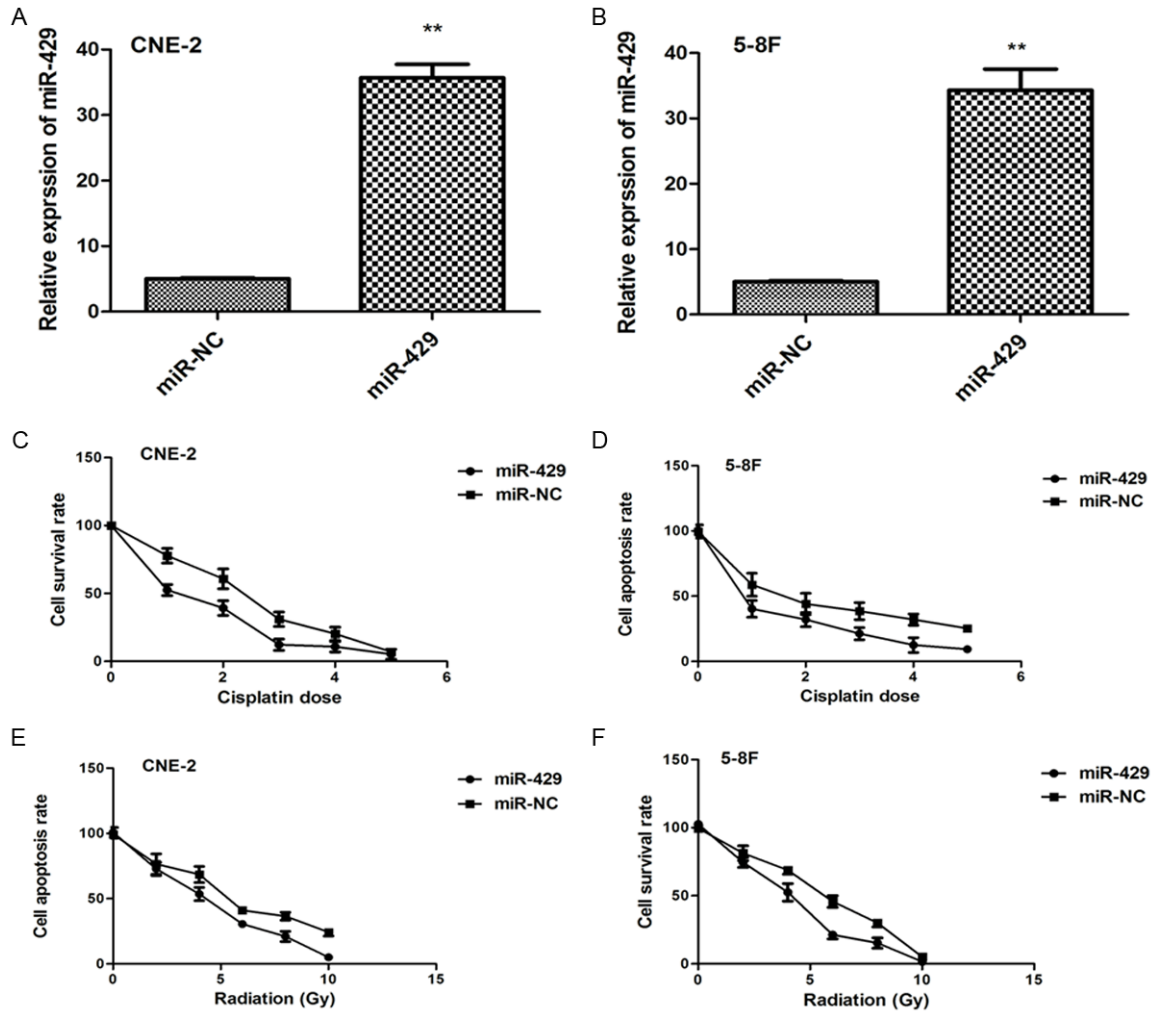 A
CNE-2
**
Relative exprssion of miR-429
40
30
20
10
0
miR-NC
miR-429
B
5-8F
**
Relative exprssion of miR-429
40
30
20
10
0
miR-NC
miR-429
C
CNE-2
miR-429
miR-NC
Cell survival rate
150
100
50
0
0 2 4 6
Cisplatin dose
D
5-8F
miR-429
miR-NC
Cell apoptosis rate
150
100
50
0
0 2 4 6
Cisplatin dose
E
CNE-2
miR-429
miR-NC
Cell apoptosis rate
150
100
50
0
0 5 10 15
Radiation (Gy)
F
5-8F
miR-429
miR-NC
Cell survival rate
150
100
50
0
0 5 10 15
Radiation (Gy)